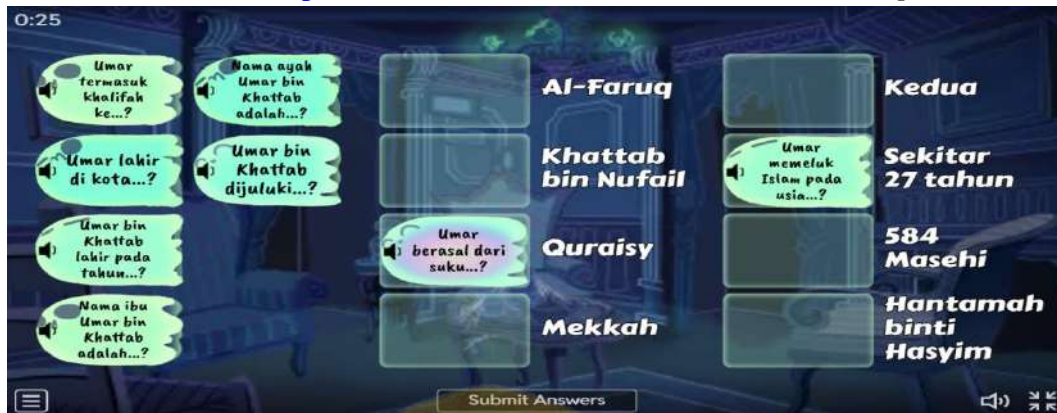 0:25
Umar
termasuk
khalifah
ke...?
Nama ayah
Umar bin
Khattab
adalah...?
Al-Faruq
Kedua
Umar lahir
di kota...?
Umar bin
Khattab
dijuluki...?
Khattab
bin Nufail
Umar
memeluk
Islam pada
usia...?
Sekitar
27 tahun
Umar bin
Khattab
lahir pada
tahun...?
Umar
berasal dari
suku...?
Quraisy
584
Masehi
Nama ibu
Umar bin
Khattab
adalah...?
Mekkah
Hantamah
binti
Hasyim
Submit Answers